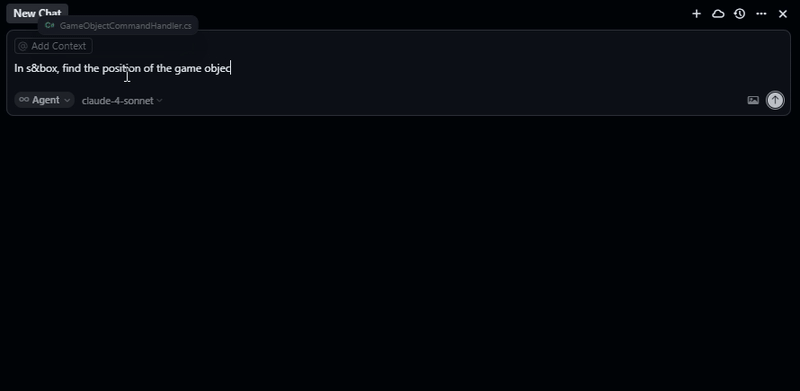 New Chat
C# GameObjectCommandHandler.cs
@ Add Context
In s&box, find the position of the game objec
Agent
claude-4-sonnet